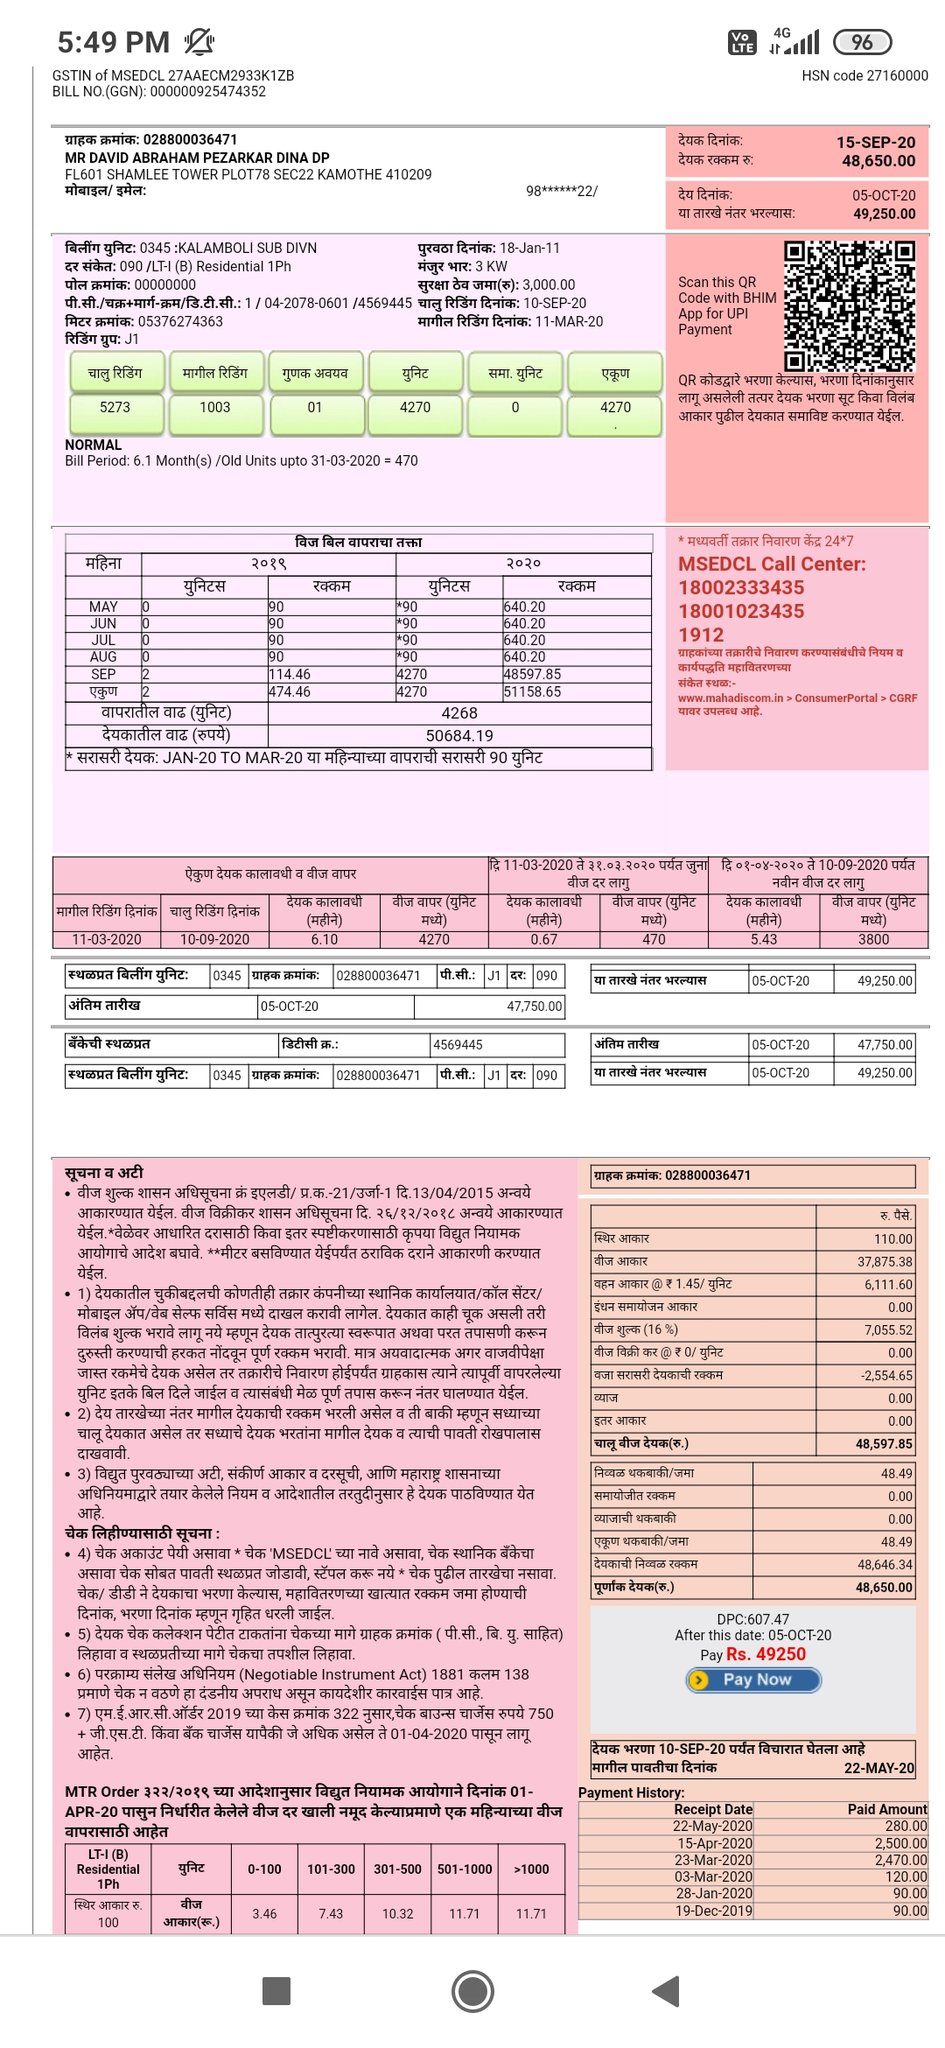 5:49 PM
Vo LTE 4G 96
GSTIN of MSEDCL 27AAECM2933K1ZB
HSN code 27160000
BILL NO.(GGN): 000000925474352
ग्राहक क्रमांक: 028800036471
MR DAVID ABRAHAM PEZARKAR DINA DP
FL601 SHAMLEE TOWER PLOT78 SEC22 KAMOTHE 410209
मोबाइल/ इमेल: 98******22/
देयक दिनांक: 15-SEP-20
देयक रक्कम रु: 48,650.00
देय दिनांक: 05-OCT-20
या तारखे नंतर भरल्यास: 49,250.00
बिलींग युनिट: 0345 :KALAMBOLI SUB DIVN
पुरवठा दिनांक: 18-Jan-11
दर संकेत: 090 /LT-I (B) Residential 1Ph
मंजुर भार: 3 KW
पोल क्रमांक: 00000000
सुरक्षा ठेव जमा(रु): 3,000.00
पी.सी./चक्र+मार्ग-क्रम/डि.टी.सी.: 1 / 04-2078-0601 /4569445
चालु रिडिंग दिनांक: 10-SEP-20
मिटर क्रमांक: 05376274363
मागील रिडिंग दिनांक: 11-MAR-20
रिडिंग ग्रुप: J1
चालु रिडिंग मागील रिडिंग गुणक अवयव युनिट समा. युनिट एकूण
5273 1003 01 4270 0 4270
.
NORMAL
Bill Period: 6.1 Month(s) /Old Units upto 31-03-2020 = 470
Scan this QR
Code with BHIM
App for UPI
Payment
QR कोडद्वारे भरणा केल्यास, भरणा दिनांकानुसार
लागू असलेली तत्पर देयक भरणा सूट किवा विलंब
आकार पुढील देयकात समाविष्ट करण्यात येईल.
विज बिल वापराचा तक्ता
महिना २०१९ २०२०
युनिटस रक्कम युनिटस रक्कम
MAY 0 90 *90 640.20
JUN 0 90 *90 640.20
JUL 0 90 *90 640.20
AUG 0 90 *90 640.20
SEP 2 114.46 4270 48597.85
एकुण 2 474.46 4270 51158.65
वापरातील वाढ (युनिट) 4268
देयकातील वाढ (रुपये) 50684.19
* सरासरी देयक: JAN-20 TO MAR-20 या महिन्याच्या वापराची सरासरी 90 युनिट
* मध्यवर्ती तक्रार निवारण केंद्र 24*7
MSEDCL Call Center:
18002333435
18001023435
1912
ग्राहकांच्या तक्रारीचे निवारण करण्यासंबंधीचे नियम व
कार्यपद्धति महावितरणच्या
संकेत स्थळ:-
www.mahadiscom.in > ConsumerPortal > CGRF
यावर उपलब्ध आहे.
ऐकुण देयक कालावधी व वीज वापर
दि 11-03-2020 ते ३१.०३.२०२० पर्यंत जुना वीज दर लागु
दि ०१-०४-२०२० ते 10-09-2020 पर्यंत नवीन वीज दर लागु
मागील रिडिंग दिनांक चालु रिडिंग दिनांक देयक कालावधी (महीने) वीज वापर (युनिट मध्ये) देयक कालावधी (महीने) वीज वापर (युनिट मध्ये) देयक कालावधी (महीने) वीज वापर (युनिट मध्ये)
11-03-2020 10-09-2020 6.10 4270 0.67 470 5.43 3800
स्थळप्रत बिलींग युनिट: 0345 ग्राहक क्रमांक: 028800036471 पी.सी.: J1 दर: 090
या तारखे नंतर भरल्यास 05-OCT-20 49,250.00
अंतिम तारीख 05-OCT-20 47,750.00
बँकेची स्थळप्रत डिटीसी क्र.: 4569445
अंतिम तारीख 05-OCT-20 47,750.00
स्थळप्रत बिलींग युनिट: 0345 ग्राहक क्रमांक: 028800036471 पी.सी.: J1 दर: 090
या तारखे नंतर भरल्यास 05-OCT-20 49,250.00
सूचना व अटी
• वीज शुल्क शासन अधिसूचना क्रं इएलडी/ प्र.क.-21/उर्जा-1 दि.13/04/2015 अन्वये
आकारण्यात येईल. वीज विक्रीकर शासन अधिसूचना दि. २६/१२/२०१८ अन्वये आकारण्यात
येईल.*वेळेवर आधारित दरासाठी किंवा इतर स्पष्टीकरणासाठी कृपया विद्युत नियामक
आयोगाचे आदेश बघावे. **मीटर बसविण्यात येईपर्यंत ठराविक दराने आकारणी करण्यात
येईल.
• 1) देयकातील चुकीबद्दलची कोणतीही तक्रार कंपनीच्या स्थानिक कार्यालयात/कॉल सेंटर/
मोबाइल ॲप/वेब सेल्फ सर्विस मध्ये दाखल करावी लागेल. देयकात काही चूक असली तरी
विलंब शुल्क भरावे लागू नये म्हणून देयक तात्पुरत्या स्वरूपात अथवा परत तपासणी करून
दुरुस्ती करण्याची हरकत नोंदवून पूर्ण रक्कम भरावी. मात्र अयवादात्मक अगर वाजवीपेक्षा
जास्त रकमेचे देयक असेल तर तक्रारीचे निवारण होईपर्यंत ग्राहकास त्याने त्यापूर्वी वापरलेल्या
युनिट इतके बिल दिले जाईल व त्यासंबंधी मेळ पूर्ण तपास करून नंतर घालण्यात येईल.
• 2) देय तारखेच्या नंतर मागील देयकाची रक्कम भरली असेल व ती बाकी म्हणून सध्याच्या
चालू देयकात असेल तर सध्याचे देयक भरतांना मागील देयक व त्याची पावती रोखपालास
दाखवावी.
• 3) विद्युत पुरवठ्याच्या अटी, संकीर्ण आकार व दरसूची, आणि महाराष्ट्र शासनाच्या
अधिनियमाद्वारे तयार केलेले नियम व आदेशातील तरतुदीनुसार हे देयक पाठविण्यात येत
आहे.
चेक लिहीण्यासाठी सूचना :
• 4) चेक अकाउंट पेयी असावा * चेक 'MSEDCL' च्या नावे असावा, चेक स्थानिक बँकेचा
असावा चेक सोबत पावती स्थळप्रत जोडावी, स्टॅपल करू नये * चेक पुढील तारखेचा नसावा.
चेक/ डीडी ने देयकाचा भरणा केल्यास, महावितरणच्या खात्यात रक्कम जमा होण्याची
दिनांक, भरणा दिनांक म्हणून गृहित धरली जाईल.
• 5) देयक चेक कलेक्शन पेटीत टाकतांना चेकच्या मागे ग्राहक क्रमांक ( पी.सी., बि. यु. साहित)
लिहावा व स्थळप्रतीच्या मागे चेकचा तपशील लिहावा.
• 6) परक्राम्य संलेख अधिनियम (Negotiable Instrument Act) 1881 कलम 138
प्रमाणे चेक न वठणे हा दंडनीय अपराध असून कायदेशीर कारवाईस पात्र आहे.
• 7) एम.ई.आर.सी.ऑर्डर 2019 च्या केस क्रमांक 322 नुसार,चेक बाउन्स चार्जेस रुपये 750
+ जी.एस.टी. किंवा बँक चार्जेस यापैकी जे अधिक असेल ते 01-04-2020 पासून लागू
आहेत.
MTR Order ३२२/२०१९ च्या आदेशानुसार विद्युत नियामक आयोगाने दिनांक 01-
APR-20 पासुन निर्धारीत केलेले वीज दर खाली नमूद केल्याप्रमाणे एक महिन्याच्या वीज
वापरासाठी आहेत
LT-I (B) Residential 1Ph युनिट 0-100 101-300 301-500 501-1000 >1000
स्थिर आकार रु. 100 वीज आकार(रू.) 3.46 7.43 10.32 11.71 11.71
ग्राहक क्रमांक: 028800036471
रु. पैसे.
स्थिर आकार 110.00
वीज आकार 37,875.38
वहन आकार @ ₹ 1.45/ युनिट 6,111.60
इंधन समायोजन आकार 0.00
वीज शुल्क (16 %) 7,055.52
वीज विक्री कर @ ₹ 0/ युनिट 0.00
वजा सरासरी देयकाची रक्कम -2,554.65
व्याज 0.00
इतर आकार 0.00
चालू वीज देयक(रु.) 48,597.85
निव्वळ थकबाकी/जमा 48.49
समायोजीत रक्कम 0.00
व्याजाची थकबाकी 0.00
एकूण थकबाकी/जमा 48.49
देयकाची निव्वळ रक्कम 48,646.34
पूर्णांक देयक(रु.) 48,650.00
DPC:607.47
After this date: 05-OCT-20
Pay Rs. 49250
Pay Now
देयक भरणा 10-SEP-20 पर्यंत विचारात घेतला आहे
मागील पावतीचा दिनांक 22-MAY-20
Payment History:
Receipt Date Paid Amount
22-May-2020 280.00
15-Apr-2020 2,500.00
23-Mar-2020 2,470.00
03-Mar-2020 120.00
28-Jan-2020 90.00
19-Dec-2019 90.00